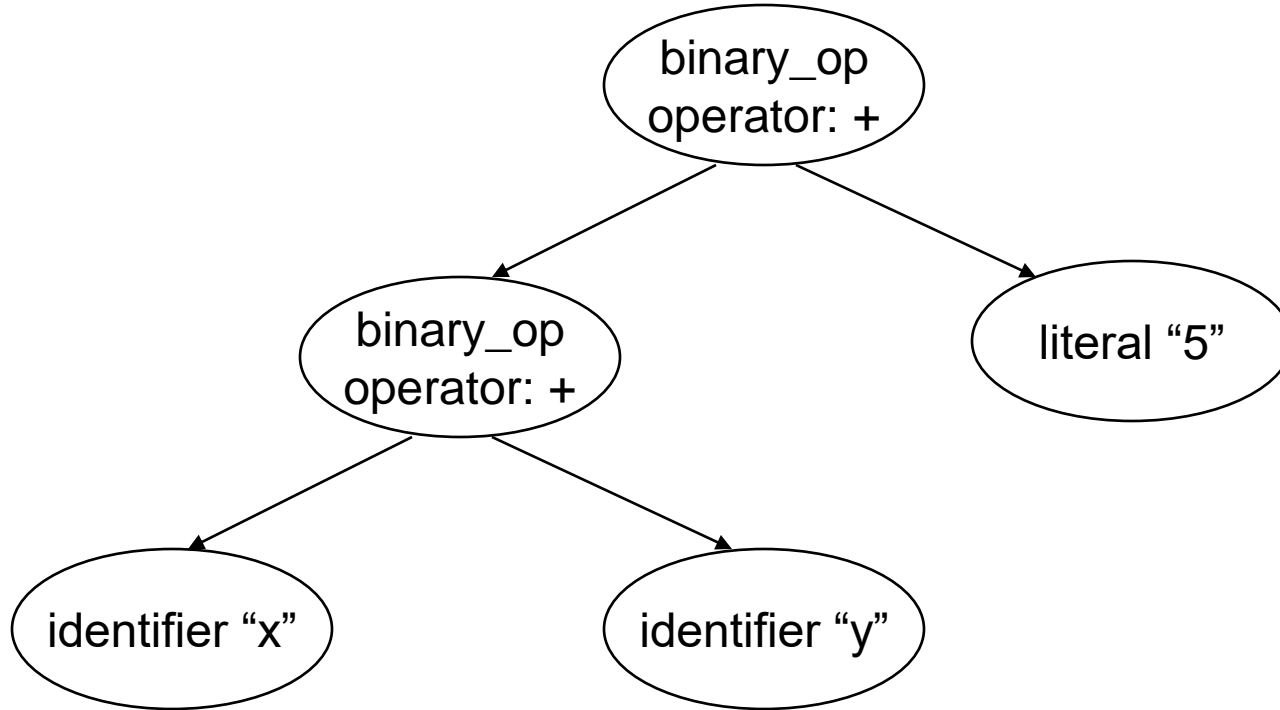 binary_op
operator: +
binary_op
operator: +
literal “5”
identifier “x”
identifier “y”